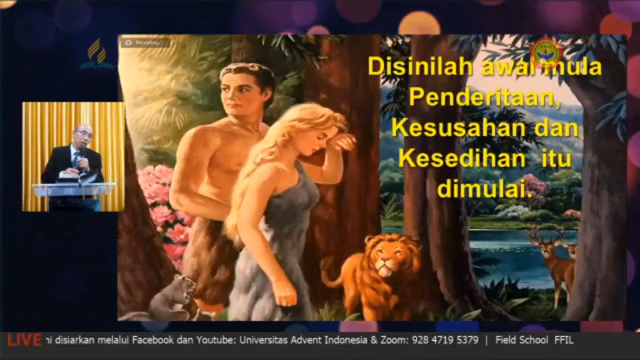 Disinilah awal mula
Penderitaan,
Kesusahan dan
Kesedihan itu
dimulai.
LIVE ni disiarkan melalui Facebook dan Youtube: Universitas Advent Indonesia & Zoom: 928 4719 5379 | Field School FFIL